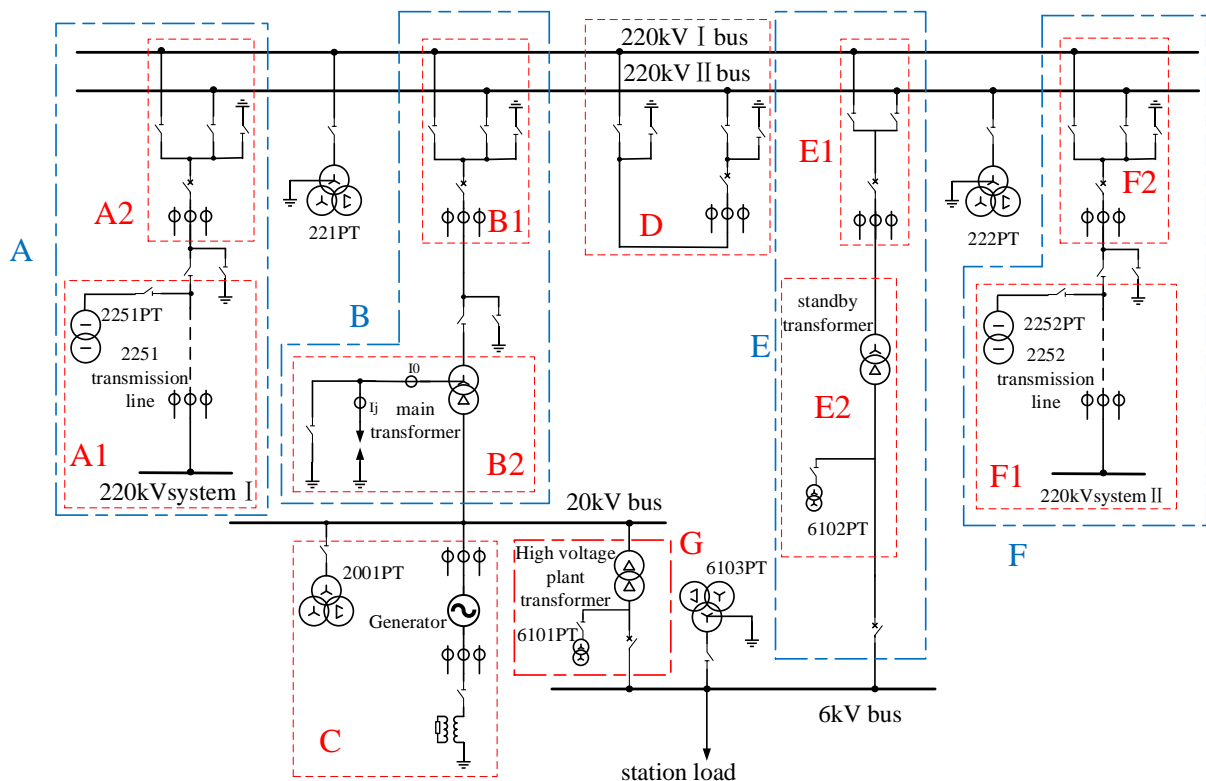 220kV Ⅰ bus
220kV Ⅱ bus
A2
221PT
B1
D
E1
222PT
F2
A
2251PT
2251
transmission
line
A1
220kVsystem Ⅰ
B
I0
Ij
main
transformer
B2
standby
transformer
E
E2
6102PT
2252PT
2252
transmission
line
F1
220kVsystem Ⅱ
F
20kV bus
2001PT
Generator
C
High voltage
plant
transformer
G
6101PT
6103PT
6kV bus
station load